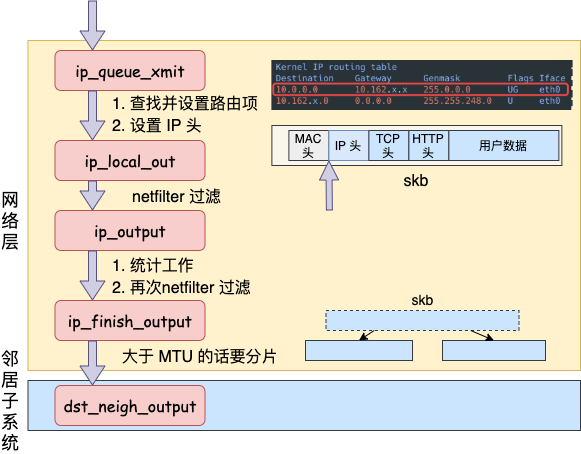 ip_queue_xmit
1. 查找并设置路由项
2. 设置 IP 头
Kernel IP routing table
Destination Gateway Genmask Flags Iface
10.0.0.0 10.162.x.x 255.0.0.0 UG eth0
10.162.x.0 0.0.0.0 255.255.248.0 U eth0
MAC
头
IP 头
TCP
头
HTTP
头
用户数据
skb
ip_local_out
netfilter 过滤
网络层
ip_output
1. 统计工作
2. 再次netfilter 过滤
ip_finish_output
skb
大于 MTU 的话要分片
邻居子系统
dst_neigh_output